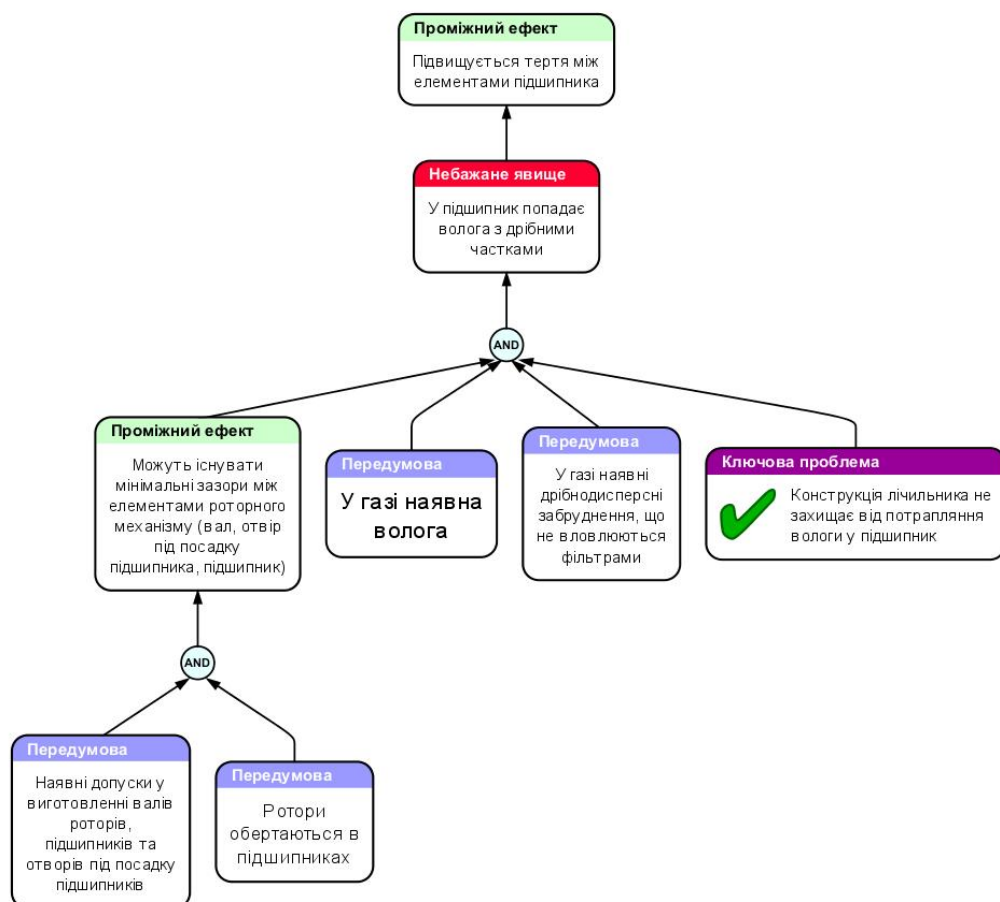 Проміжний ефект
Підвищується тертя між
елементами підшипника
Небажане явище
У підшипник попадає
волога з дрібними
частками
AND
Проміжний ефект
Можуть існувати
мінімальні зазори між
елементами роторного
механізму (вал, отвір
під посадку
підшипника, підшипник)
Передумова
У газі наявна
волога
Передумова
У газі наявні
дрібнодисперсні
забруднення, що
не вловлюються
фільтрами
Ключова проблема
Конструкція лічильника не
захищає від потрапляння
вологи у підшипник
AND
Передумова
Наявні допуски у
виготовленні валів
роторів,
підшипників та
отворів під посадку
підшипників
Передумова
Ротори
обертаються в
підшипниках